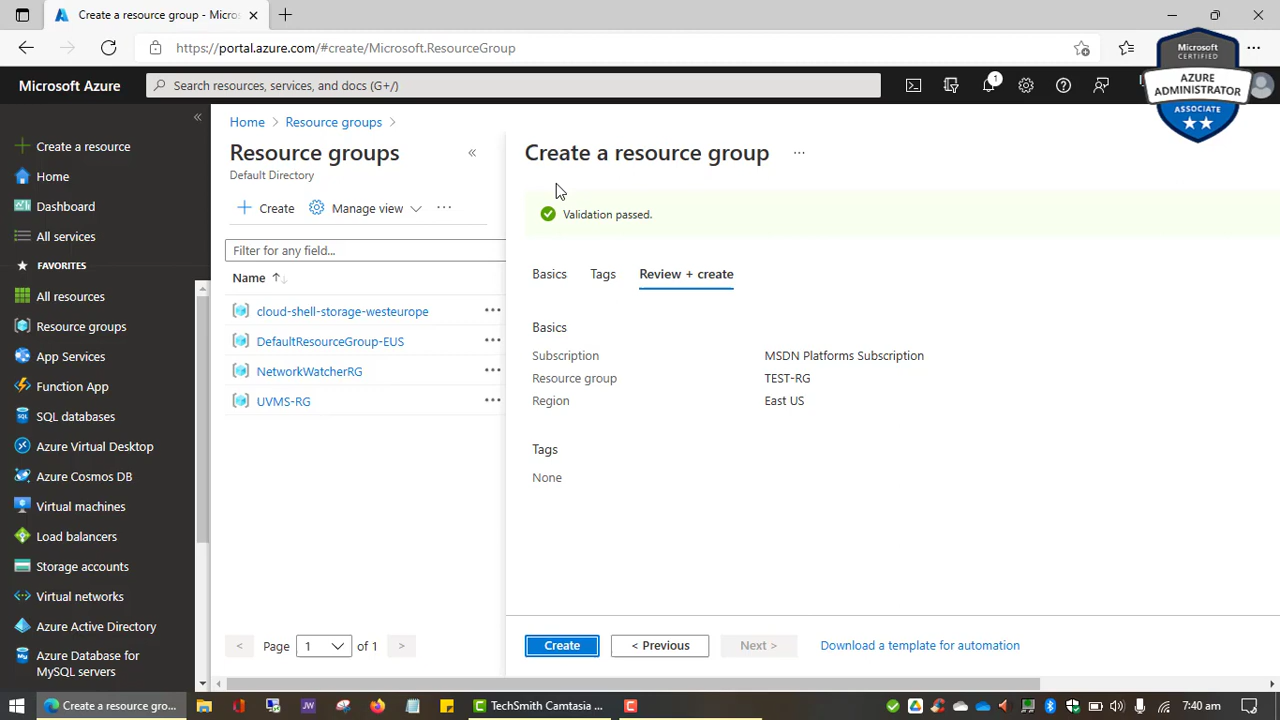 Create a resource group - Micros
https://portal.azure.com/#create/Microsoft.ResourceGroup
Microsoft Azure
Search resources, services, and docs (G+/)
1
Microsoft
CERTIFIED
AZURE
ADMINISTRATOR
ASSOCIATE
Create a resource
Home
Dashboard
All services
FAVORITES
All resources
Resource groups
App Services
Function App
SQL databases
Azure Virtual Desktop
Azure Cosmos DB
Virtual machines
Load balancers
Storage accounts
Virtual networks
Azure Active Directory
Azure Database for
MySQL servers
Home > Resource groups >
Resource groups
Default Directory
+ Create
Manage view
...
Filter for any field...
Name
cloud-shell-storage-westeurope
DefaultResourceGroup-EUS
NetworkWatcherRG
UVMS-RG
< Page 1 of 1 >
Create a resource group ...
Validation passed.
Basics Tags Review + create
Basics
Subscription MSDN Platforms Subscription
Resource group TEST-RG
Region East US
Tags
None
Create < Previous Next > Download a template for automation
Create a resource gro...
JW
TechSmith Camtasia ...
7:40 am